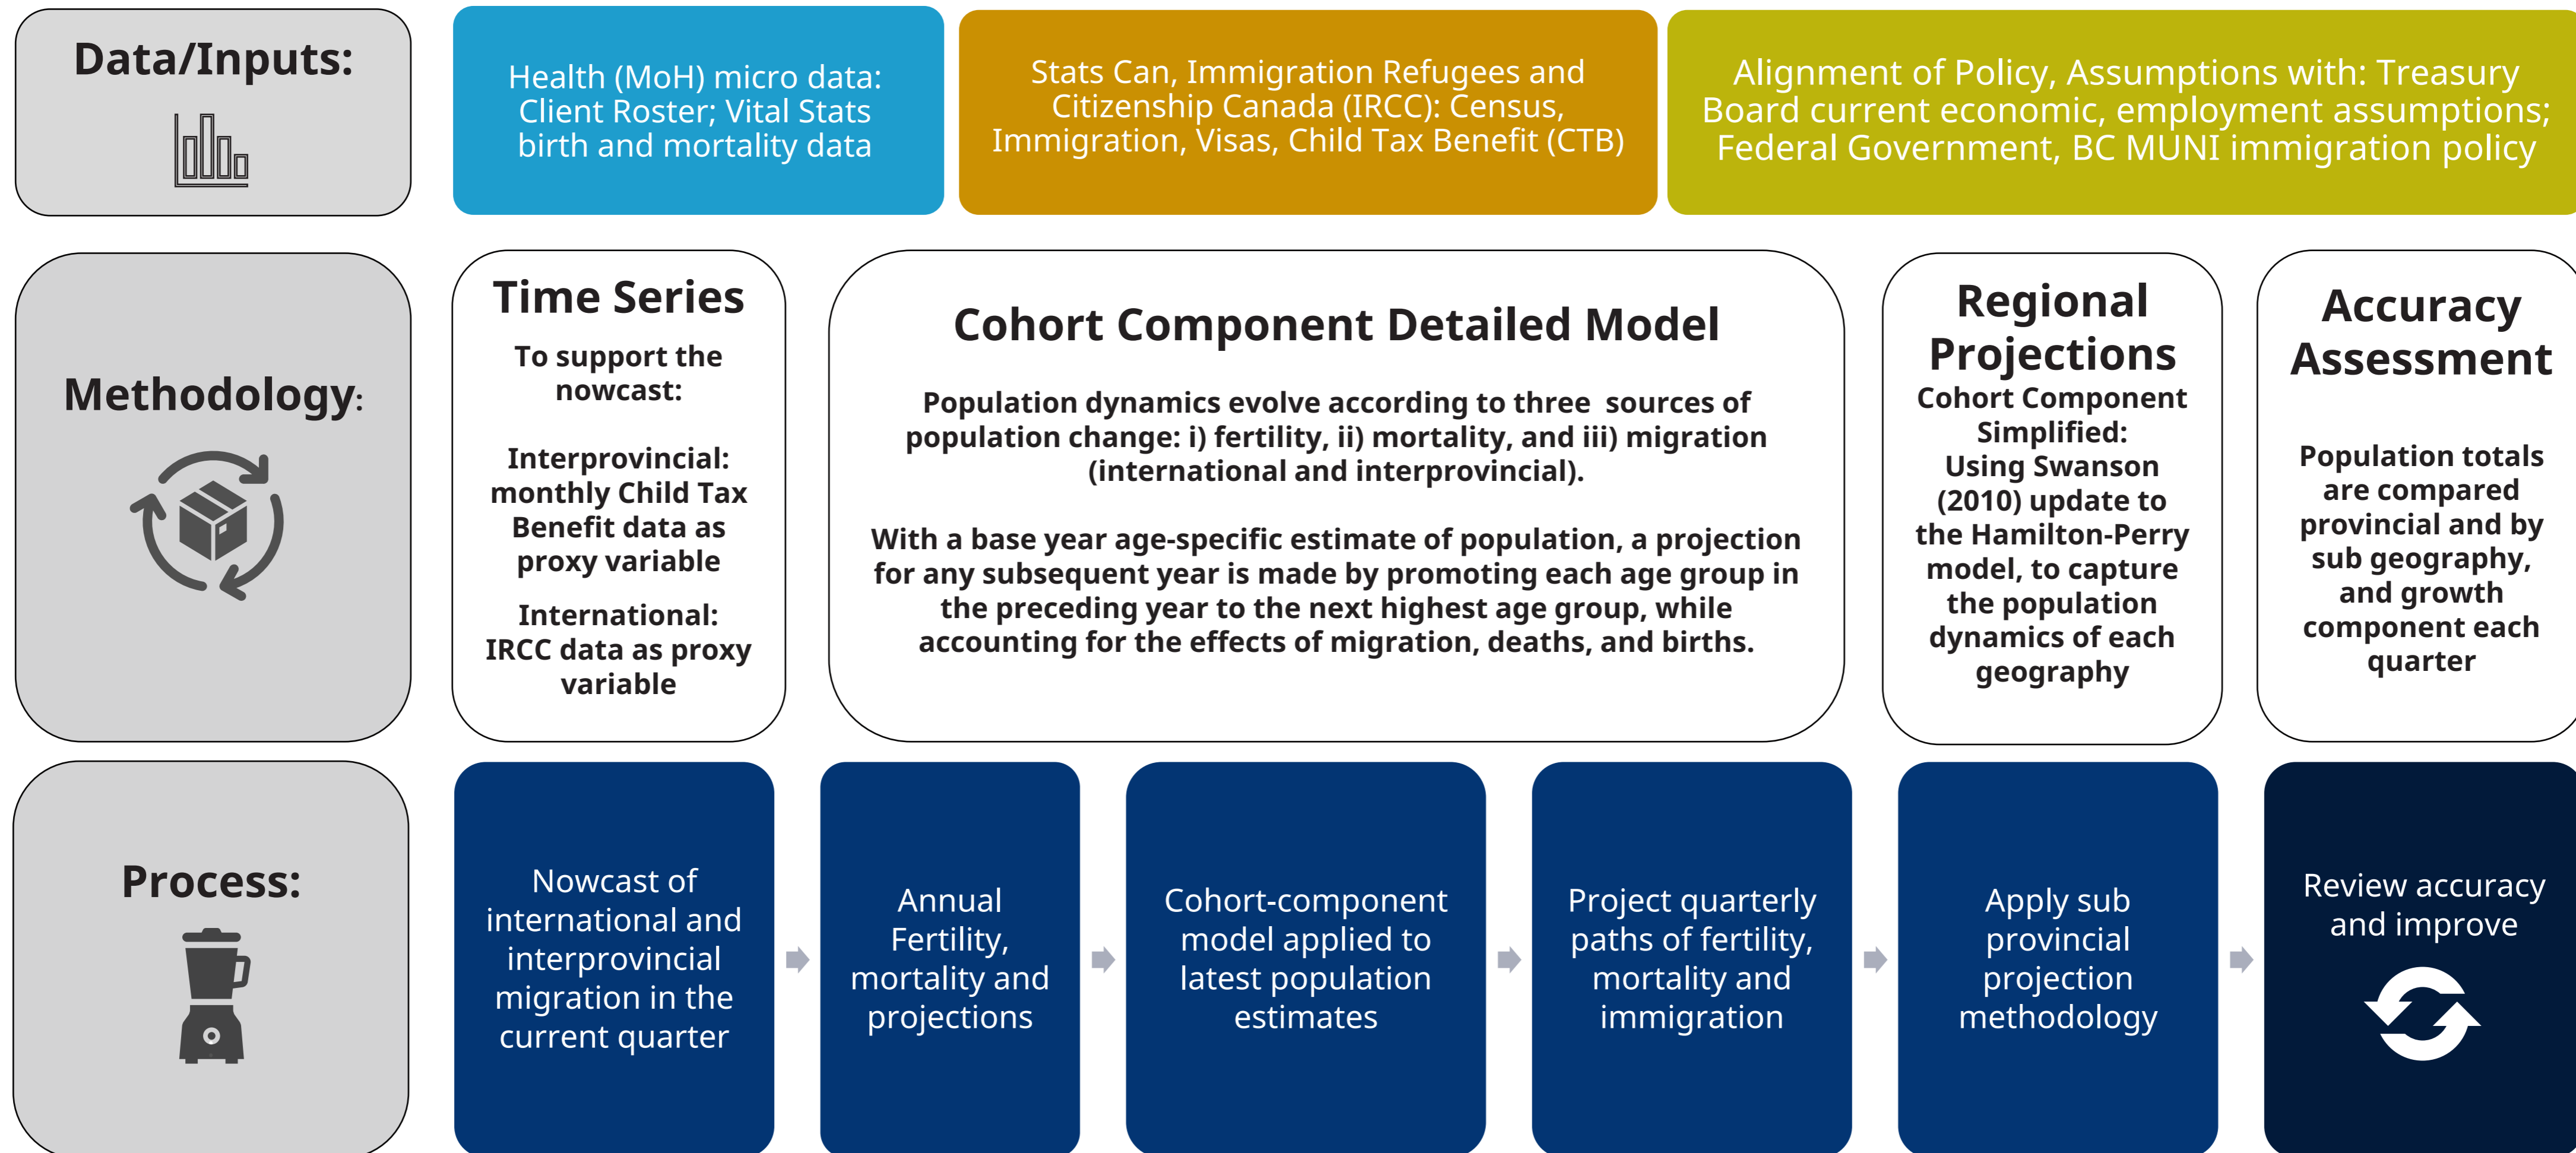 Data/Inputs:
Health (MoH) micro data:
Client Roster; Vital Stats
birth and mortality data
Stats Can, Immigration Refugees and
Citizenship Canada (IRCC): Census,
Immigration, Visas, Child Tax Benefit (CTB)
Alignment of Policy, Assumptions with: Treasury
Board current economic, employment assumptions;
Federal Government, BC MUNI immigration policy
Methodology:
Time Series
To support the
nowcast:
Interprovincial:
monthly Child Tax
Benefit data as
proxy variable
International:
IRCC data as proxy
variable
Cohort Component Detailed Model
Population dynamics evolve according to three sources of
population change: i) fertility, ii) mortality, and iii) migration
(international and interprovincial).
With a base year age-specific estimate of population, a projection
for any subsequent year is made by promoting each age group in
the preceding year to the next highest age group, while
accounting for the effects of migration, deaths, and births.
Regional
Projections
Cohort Component
Simplified:
Using Swanson
(2010) update to
the Hamilton-Perry
model, to capture
the population
dynamics of each
geography
Accuracy
Assessment
Population totals
are compared
provincial and by
sub geography,
and growth
component each
quarter
Process:
Nowcast of
international and
interprovincial
migration in the
current quarter
Annual
Fertility,
mortality and
projections
Cohort-component
model applied to
latest population
estimates
Project quarterly
paths of fertility,
mortality and
immigration
Apply sub
provincial
projection
methodology
Review accuracy
and improve